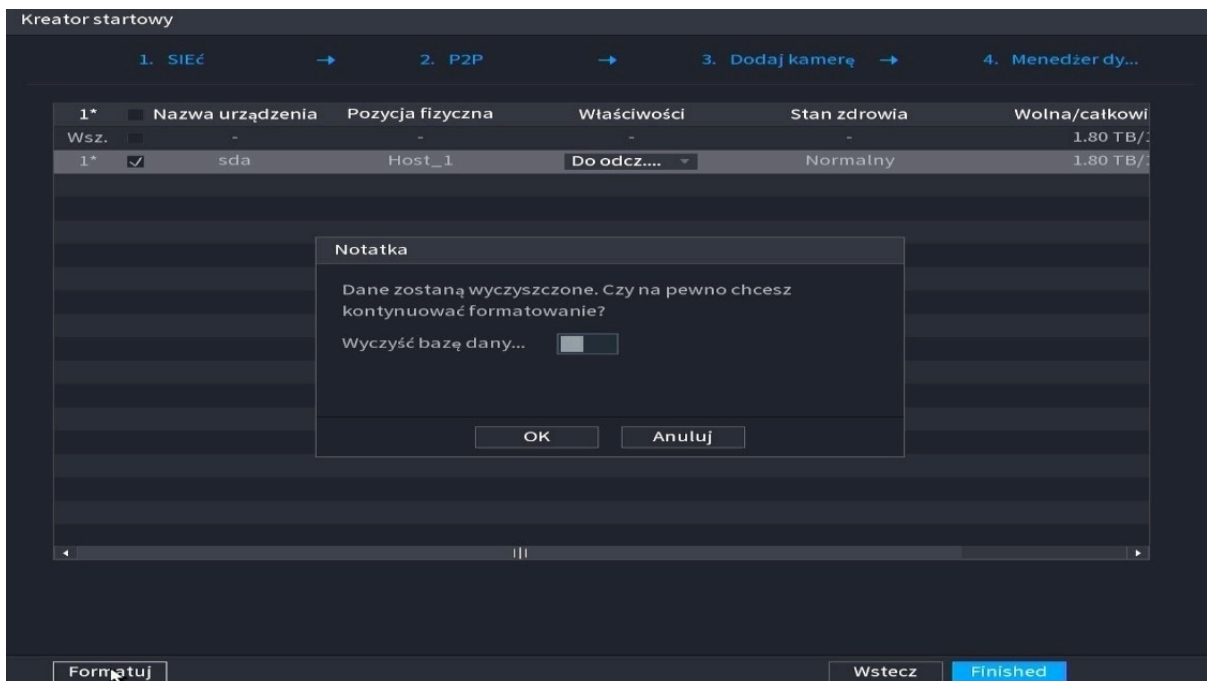 Kreator startowy
1. SIEć → 2. P2P → 3. Dodaj kamerę → 4. Menedżer dy...
1* Nazwa urządzenia Pozycja fizyczna Właściwości Stan zdrowia Wolna/całkowi
Wsz. - - - - 1.80 TB/
1* sda Host_1 Do odcz.... Normalny 1.80 TB/
Notatka
Dane zostaną wyczyszczone. Czy na pewno chcesz
kontynuować formatowanie?
Wyczyść bazę dany...
OK Anuluj
Formatuj Wstecz Finished